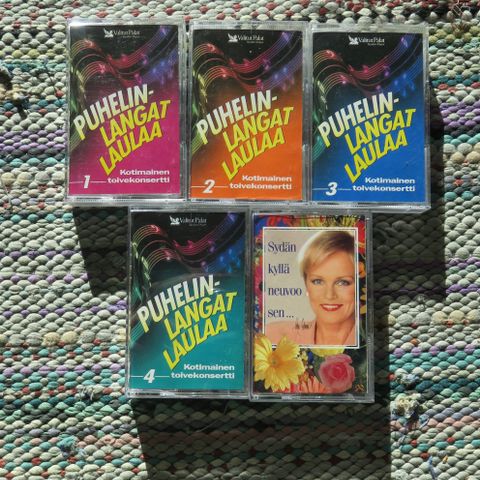 Valitut Palat
PUHELIN-
LANGAT
LAULAA
1
Kotimainen
toivekonsertti
Valitut Palat
PUHELIN-
LANGAT
LAULAA
2
Kotimainen
toivekonsertti
Valitut Palat
PUHELIN-
LANGAT
LAULAA
3
Kotimainen
toivekonsertti
Valitut Palat
PUHELIN-
LANGAT
LAULAA
4
Kotimainen
toivekonsertti
Sydän
kyllä
neuvoo
sen...